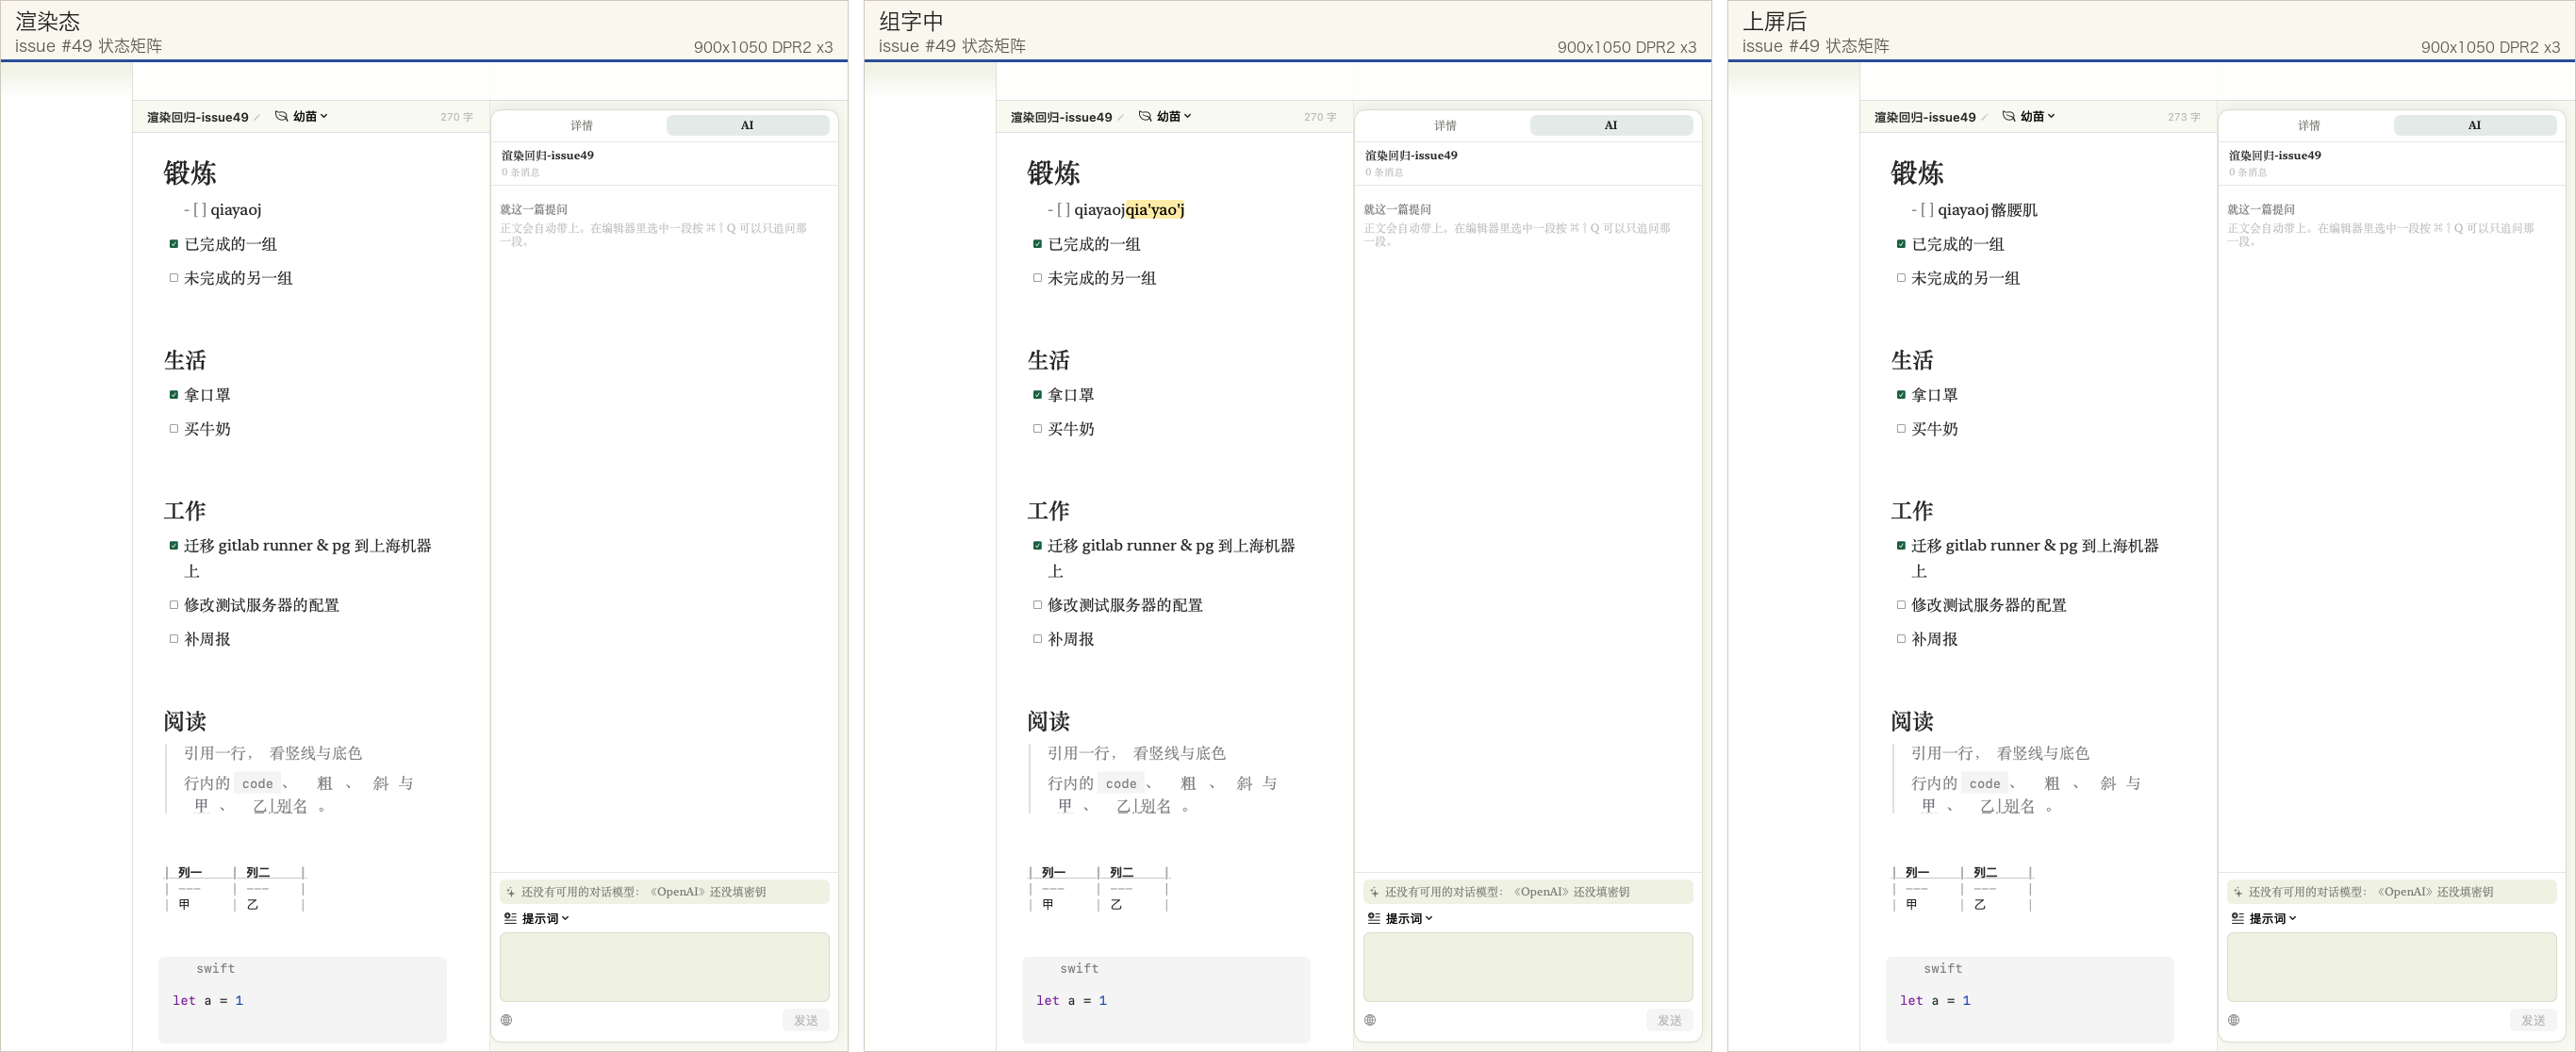 渲染态
issue #49 状态矩阵
900x1050 DPR2 x3
渲染回归-issue49
幼苗
270 字
锻炼
- [ ] qiayaoj
已完成的一组
未完成的另一组
生活
拿口罩
买牛奶
工作
迁移 gitlab runner & pg 到上海机器
上
修改测试服务器的配置
补周报
阅读
引用一行， 看竖线与底色
行内的 code 、 粗 、 斜 与
甲 、 乙|别名 。
| 列一 | 列二 |
| --- | --- |
| 甲 | 乙 |
swift
let a = 1
详情
AI
渲染回归-issue49
0 条消息
就这一篇提问
正文会自动带上。在编辑器里选中一段按 ⌘⇧Q 可以只追问那
一段。
还没有可用的对话模型：《OpenAI》还没填密钥
提示词
发送
组字中
issue #49 状态矩阵
900x1050 DPR2 x3
渲染回归-issue49
幼苗
270 字
锻炼
- [ ] qiayaojqia'yao'j
已完成的一组
未完成的另一组
生活
拿口罩
买牛奶
工作
迁移 gitlab runner & pg 到上海机器
上
修改测试服务器的配置
补周报
阅读
引用一行， 看竖线与底色
行内的 code 、 粗 、 斜 与
甲 、 乙|别名 。
| 列一 | 列二 |
| --- | --- |
| 甲 | 乙 |
swift
let a = 1
详情
AI
渲染回归-issue49
0 条消息
就这一篇提问
正文会自动带上。在编辑器里选中一段按 ⌘⇧Q 可以只追问那
一段。
还没有可用的对话模型：《OpenAI》还没填密钥
提示词
发送
上屏后
issue #49 状态矩阵
900x1050 DPR2 x3
渲染回归-issue49
幼苗
273 字
锻炼
- [ ] qiayaoj髂腰肌
已完成的一组
未完成的另一组
生活
拿口罩
买牛奶
工作
迁移 gitlab runner & pg 到上海机器
上
修改测试服务器的配置
补周报
阅读
引用一行， 看竖线与底色
行内的 code 、 粗 、 斜 与
甲 、 乙|别名 。
| 列一 | 列二 |
| --- | --- |
| 甲 | 乙 |
swift
let a = 1
详情
AI
渲染回归-issue49
0 条消息
就这一篇提问
正文会自动带上。在编辑器里选中一段按 ⌘⇧Q 可以只追问那
一段。
还没有可用的对话模型：《OpenAI》还没填密钥
提示词
发送